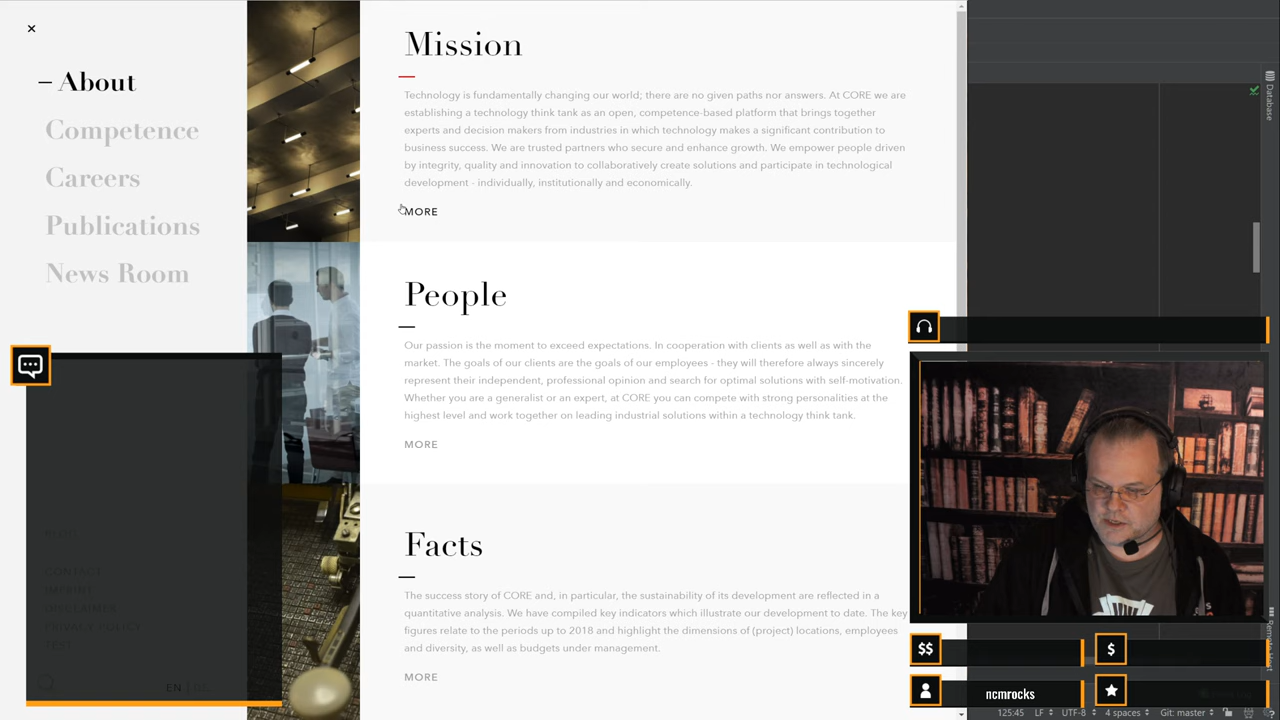 ×
— About
Competence
Careers
Publications
News Room
BLOG
CONTACT
IMPRINT
DISCLAIMER
PRIVACY POLICY
TEST
EN |
Mission
Technology is fundamentally changing our world; there are no given paths nor answers. At CORE we are
establishing a technology think tank as an open, competence-based platform that brings together
experts and decision makers from industries in which technology makes a significant contribution to
business success. We are trusted partners who secure and enhance growth. We empower people driven
by integrity, quality and innovation to collaboratively create solutions and participate in technological
development - individually, institutionally and economically.
MORE
People
Our passion is the moment to exceed expectations. In cooperation with clients as well as with the
market. The goals of our clients are the goals of our employees - they will therefore always sincerely
represent their independent, professional opinion and search for optimal solutions with self-motivation.
Whether you are a generalist or an expert, at CORE you can compete with strong personalities at the
highest level and work together on leading industrial solutions within a technology think tank.
MORE
Facts
The success story of CORE and, in particular, the sustainability of its development are reflected in a
quantitative analysis. We have compiled key indicators which illustrate our development to date. The key
figures relate to the periods up to 2018 and highlight the dimensions of (project) locations, employees
and diversity, as well as budgets under management.
MORE
Database
$$
$
ncmrocks
125:45 LF UTF-8 4 spaces Git: master